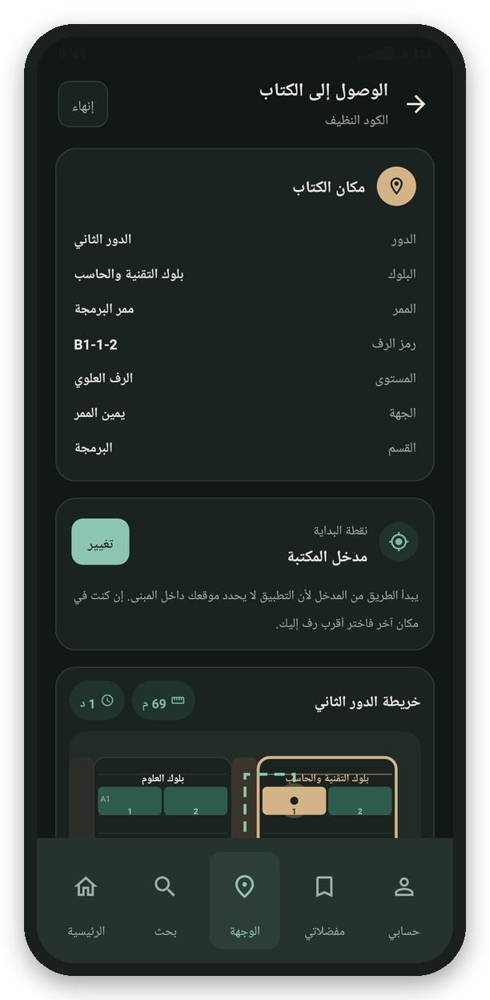 9:41
الوصول إلى الكتاب
الكود النظيف
إنهاء
مكان الكتاب
الدور الدور الثاني
البلوك بلوك التقنية والحاسب
الممر ممر البرمجة
رمز الرف B1-1-2
المستوى الرف العلوي
الجهة يمين الممر
القسم البرمجة
نقطة البداية
مدخل المكتبة
تغيير
يبدأ الطريق من المدخل لأن التطبيق لا يحدد موقعك داخل المبنى. إن كنت في
مكان آخر فاختر أقرب رف إليك.
خريطة الدور الثاني
69 م
1 د
بلوك التقنية والحاسب
2
1
بلوك العلوم
2
A1
1
حسابي
مفضلاتي
الوجهة
بحث
الرئيسية